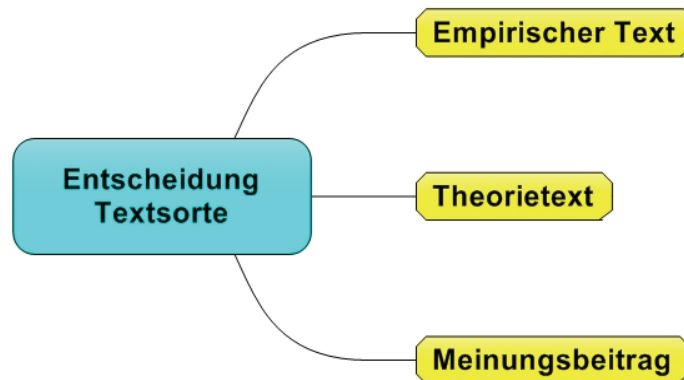 Empirischer Text
Entscheidung
Textsorte
Theorietext
Meinungsbeitrag